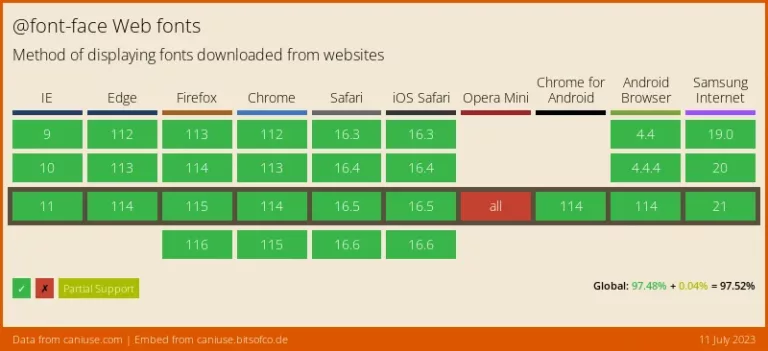 @font-face Web fonts
Method of displaying fonts downloaded from websites
IE Edge Firefox Chrome Safari iOS Safari Opera Mini Chrome for Android Android Browser Samsung Internet
9 112 113 112 16.3 16.3 4.4 19.0
10 113 114 113 16.4 16.4 4.4.4 20
11 114 115 114 16.5 16.5 all 114 114 21
116 115 16.6 16.6
✓ ✗ Partial Support
Global: 97.48% + 0.04% = 97.52%
Data from caniuse.com | Embed from caniuse.bitsofco.de
11 July 2023